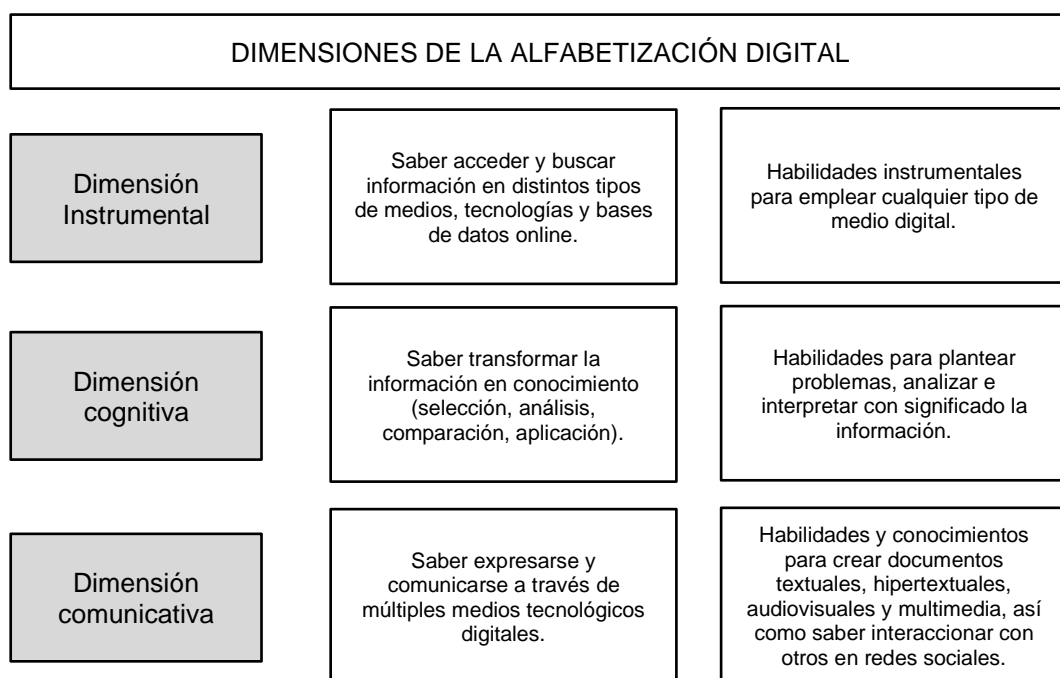 DIMENSIONES DE LA ALFABETIZACIÓN DIGITAL
Dimensión
Instrumental
Saber acceder y buscar
información en distintos tipos
de medios, tecnologías y bases
de datos online.
Habilidades instrumentales
para emplear cualquier tipo de
medio digital.
Dimensión
cognitiva
Saber transformar la
información en conocimiento
(selección, análisis,
comparación, aplicación).
Habilidades para plantear
problemas, analizar e
interpretar con significado la
información.
Dimensión
comunicativa
Saber expresarse y
comunicarse a través de
múltiples medios tecnológicos
digitales.
Habilidades y conocimientos
para crear documentos
textuales, hipertextuales,
audiovisuales y multimedia, así
como saber interaccionar con
otros en redes sociales.